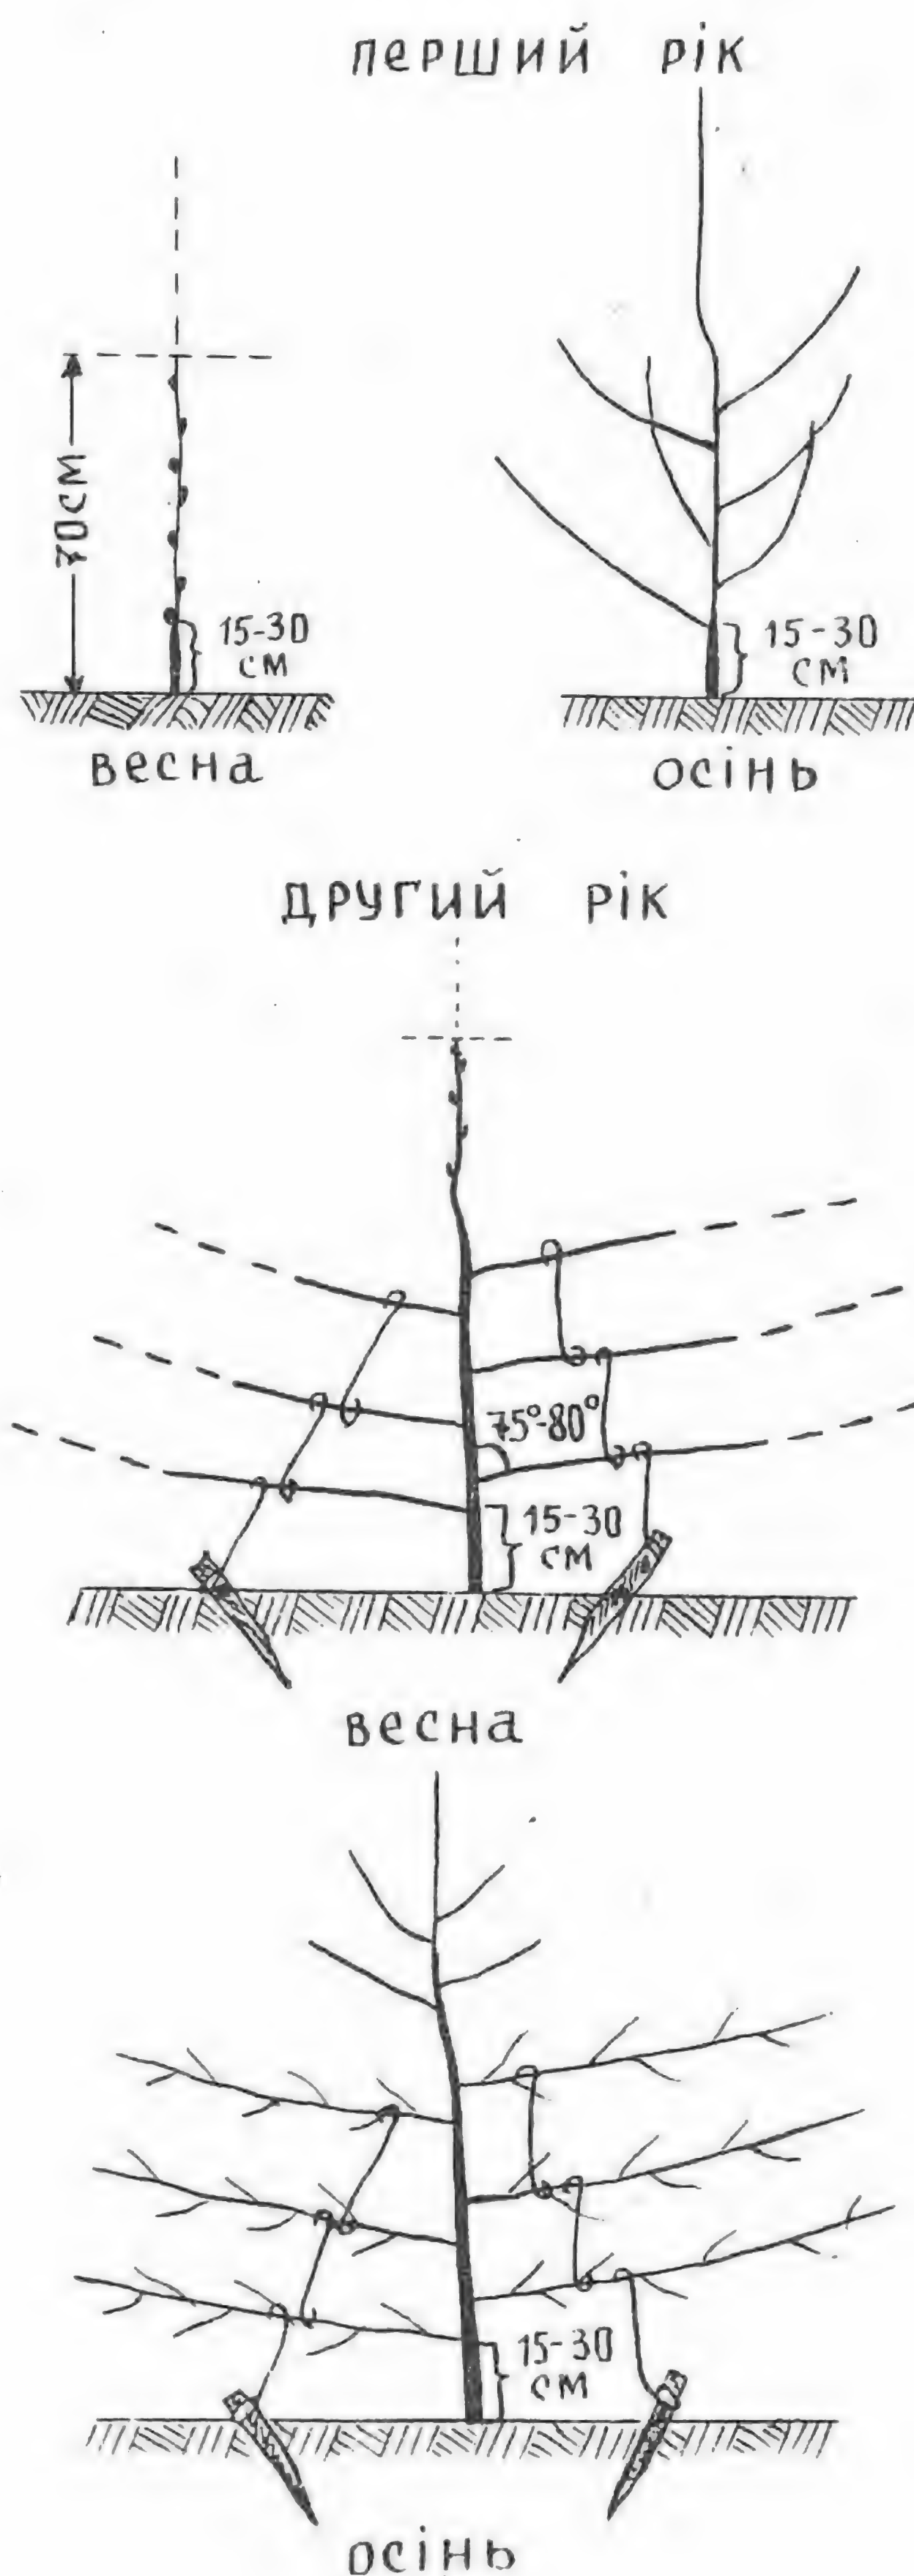 перший рік
70см
15-30
см
15-30
см
весна
осінь
другий рік
75°-80°
15-30
см
весна
15-30
см
осінь